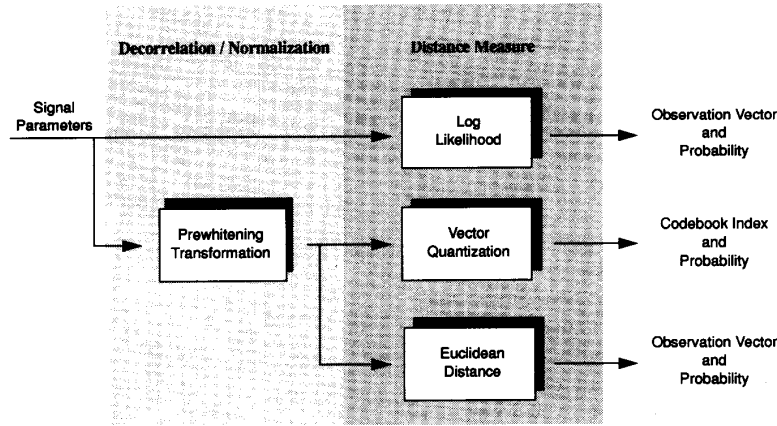 Decorrelation / Normalization
Distance Measure
Signal
Parameters
Log
Likelihood
Observation Vector
and
Probability
Prewhitening
Transformation
Vector
Quantization
Codebook Index
and
Probability
Euclidean
Distance
Observation Vector
and
Probability